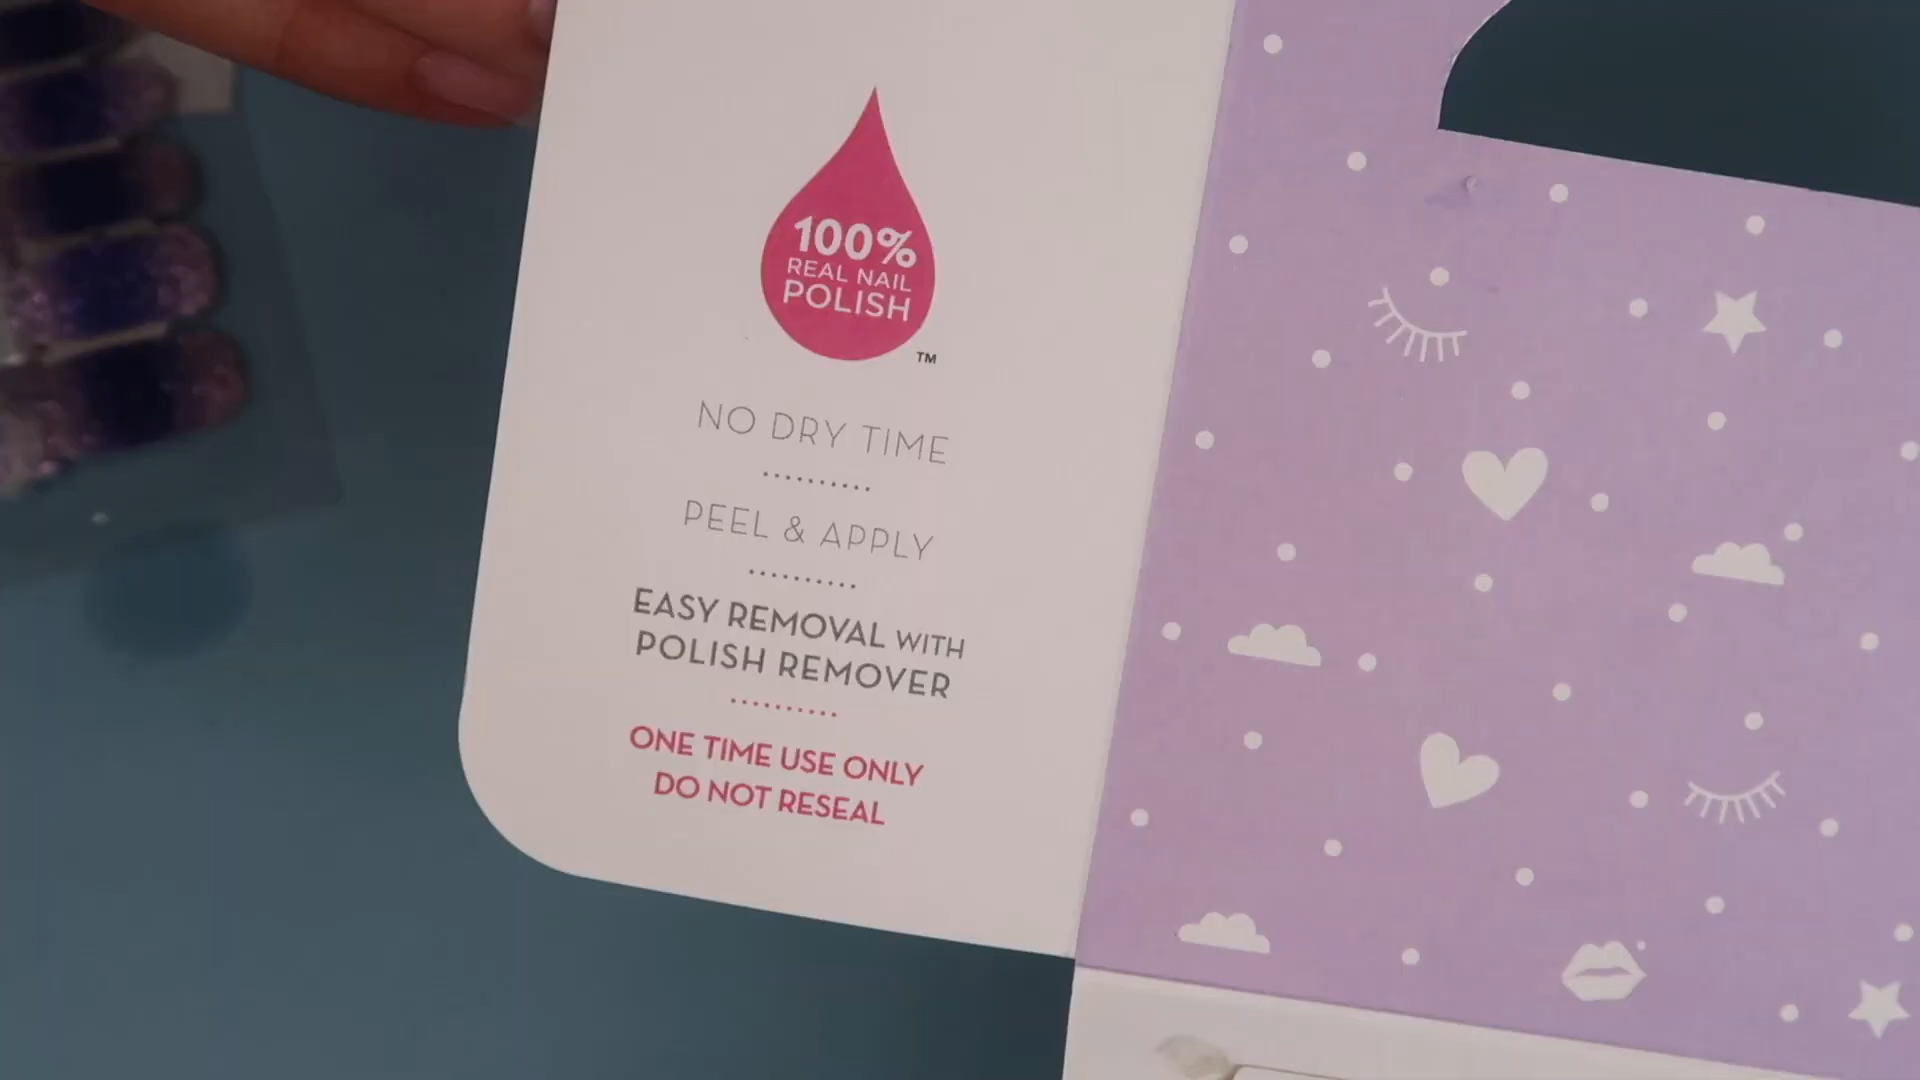 100%
REAL NAIL
POLISH
TM
NO DRY TIME
PEEL & APPLY
EASY REMOVAL WITH
POLISH REMOVER
ONE TIME USE ONLY
DO NOT RESEAL